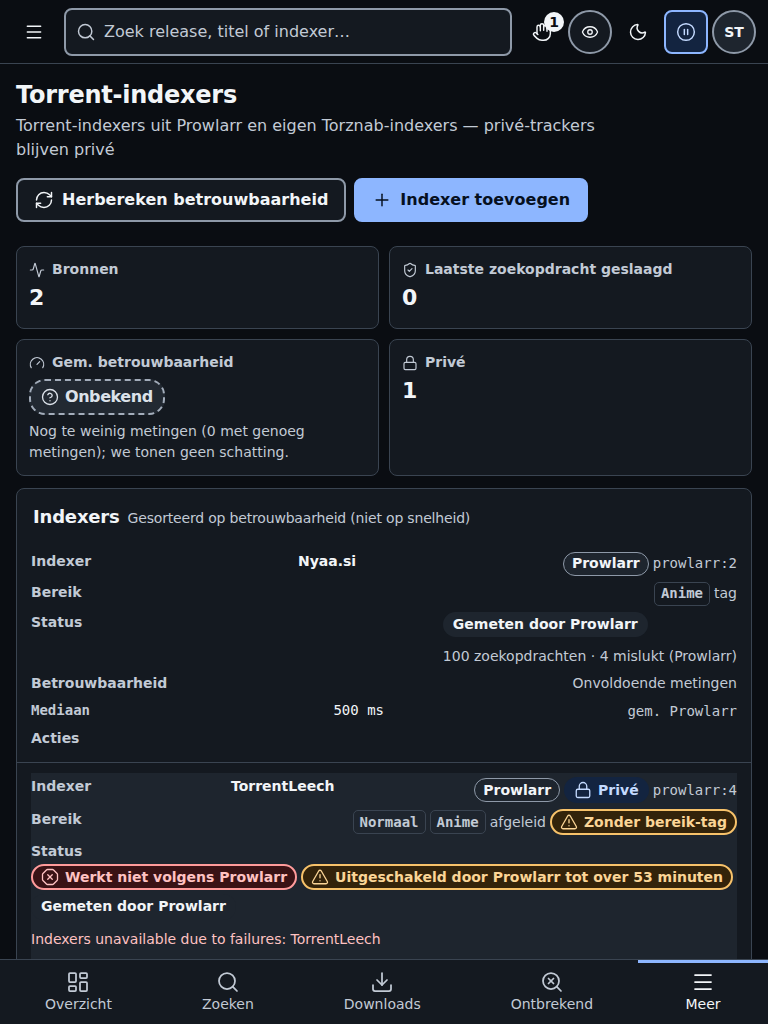 Zoek release, titel of indexer…
1
ST
Torrent-indexers
Torrent-indexers uit Prowlarr en eigen Torznab-indexers — privé-trackers
blijven privé
Herbereken betrouwbaarheid
Indexer toevoegen
Bronnen
2
Laatste zoekopdracht geslaagd
0
Gem. betrouwbaarheid
Onbekend
Nog te weinig metingen (0 met genoeg
metingen); we tonen geen schatting.
Privé
1
Indexers Gesorteerd op betrouwbaarheid (niet op snelheid)
Indexer Nyaa.si Prowlarr prowlarr:2
Bereik Anime tag
Status Gemeten door Prowlarr
100 zoekopdrachten · 4 mislukt (Prowlarr)
Betrouwbaarheid Onvoldoende metingen
Mediaan 500 ms gem. Prowlarr
Acties
Indexer TorrentLeech Prowlarr Privé prowlarr:4
Bereik Normaal Anime afgeleid Zonder bereik-tag
Status
Werkt niet volgens Prowlarr Uitgeschakeld door Prowlarr tot over 53 minuten
Gemeten door Prowlarr
Indexers unavailable due to failures: TorrentLeech
Overzicht Zoeken Downloads Ontbrekend Meer